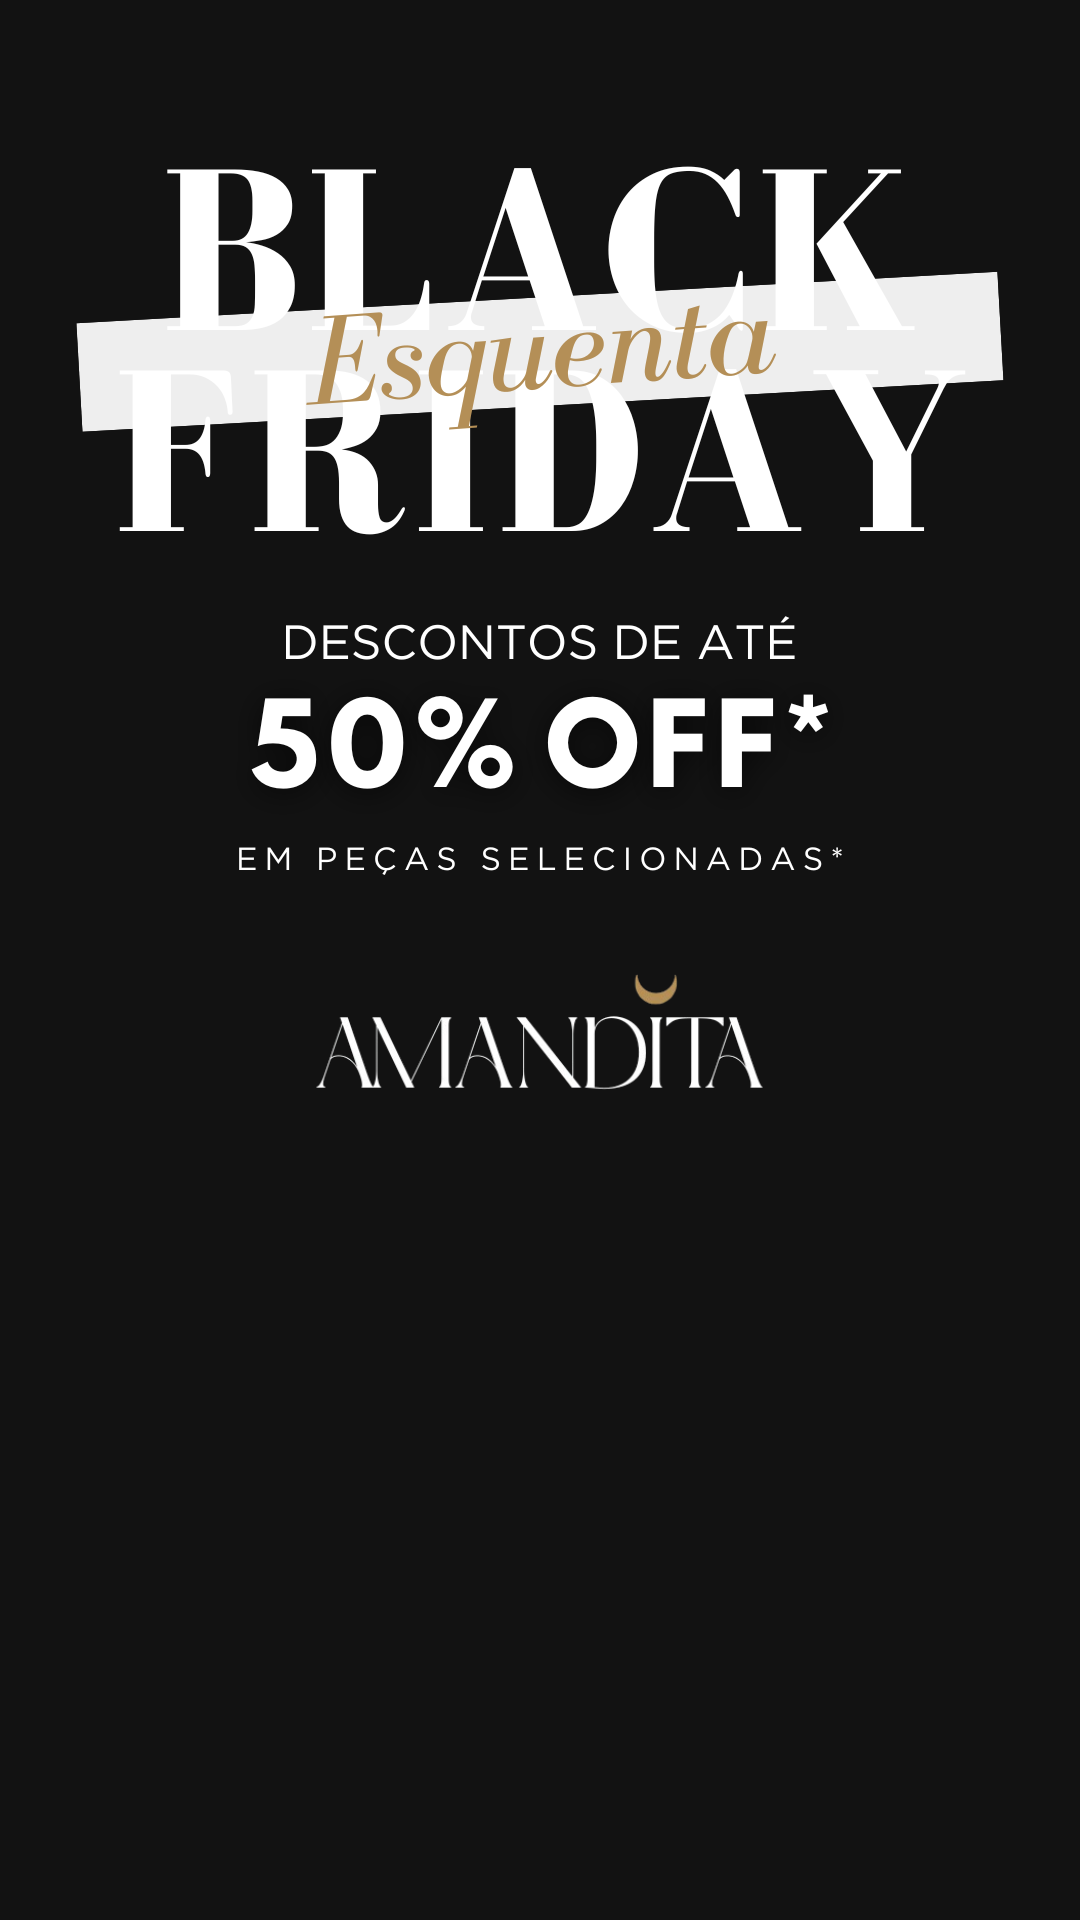 BLACK
Esquenta
FRIDAY
DESCONTOS DE ATÉ
50% OFF*
EM PEÇAS SELECIONADAS*
AMANDITA